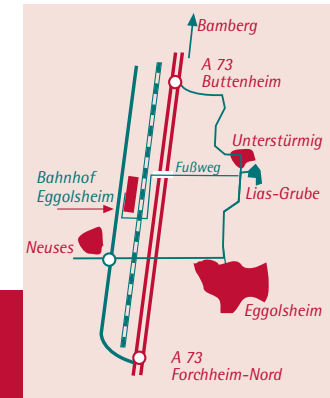 Bamberg
A 73
Buttenheim
Unterstürmig
Fußweg
Bahnhof
Eggolsheim
Lias-Grube
Neuses
Eggolsheim
A 73
Forchheim-Nord